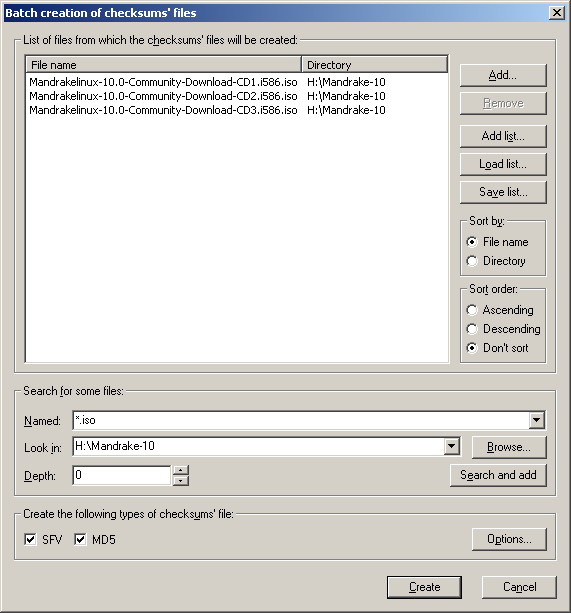 Batch creation of checksums' files
List of files from which the checksums' files will be created:
File name Directory
Mandrakelinux-10.0-Community-Download-CD1.i586.iso H:\Mandrake-10
Mandrakelinux-10.0-Community-Download-CD2.i586.iso H:\Mandrake-10
Mandrakelinux-10.0-Community-Download-CD3.i586.iso H:\Mandrake-10
Add...
Remove
Add list...
Load list...
Save list...
Sort by:
File name
Directory
Sort order:
Ascending
Descending
Don't sort
Search for some files:
Named: *.iso
Look in: H:\Mandrake-10 Browse...
Depth: 0 Search and add
Create the following types of checksums' file:
SFV MD5 Options...
Create Cancel